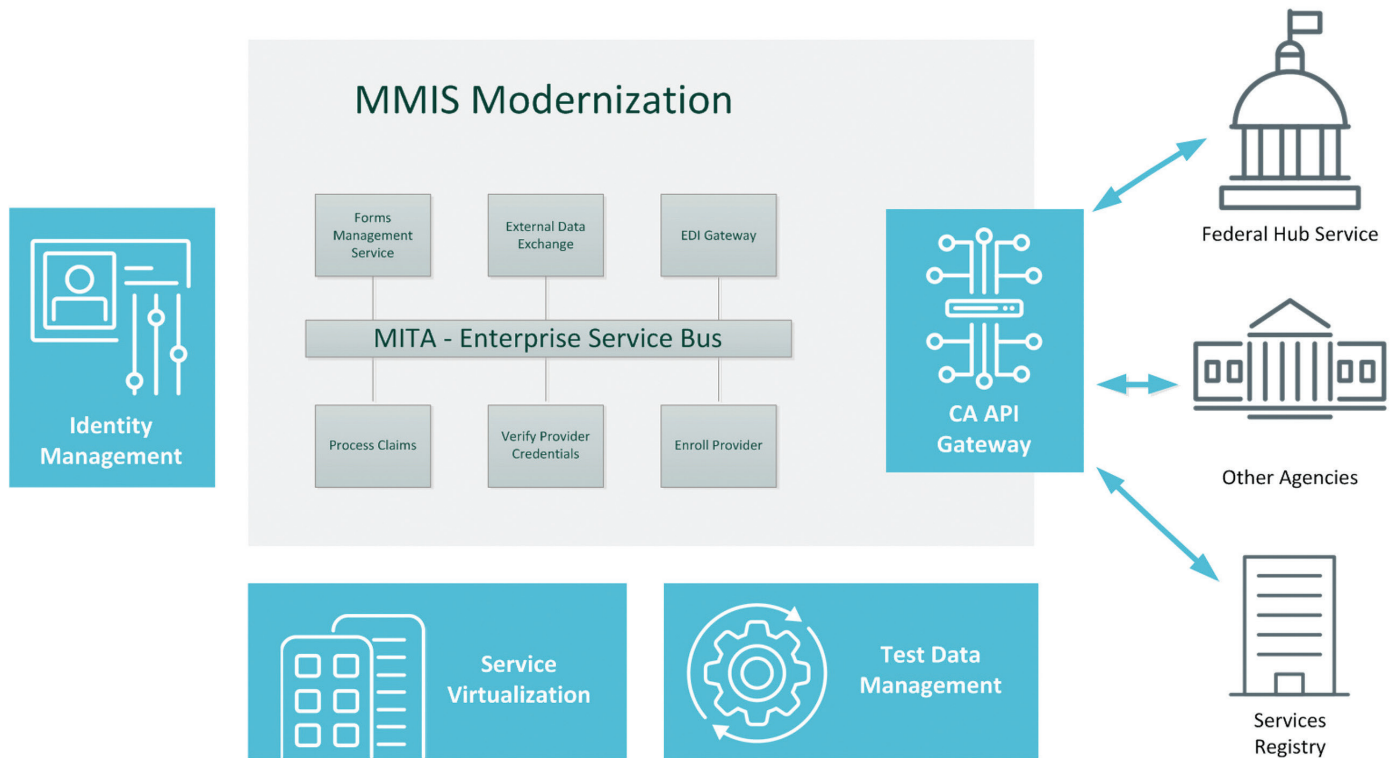 MMIS Modernization
Forms
Management
Service
External Data
Exchange
EDI Gateway
MITA - Enterprise Service Bus
Process Claims
Verify Provider
Credentials
Enroll Provider
Identity
Management
CA API
Gateway
Federal Hub Service
Other Agencies
Services
Registry
Service
Virtualization
Test Data
Management